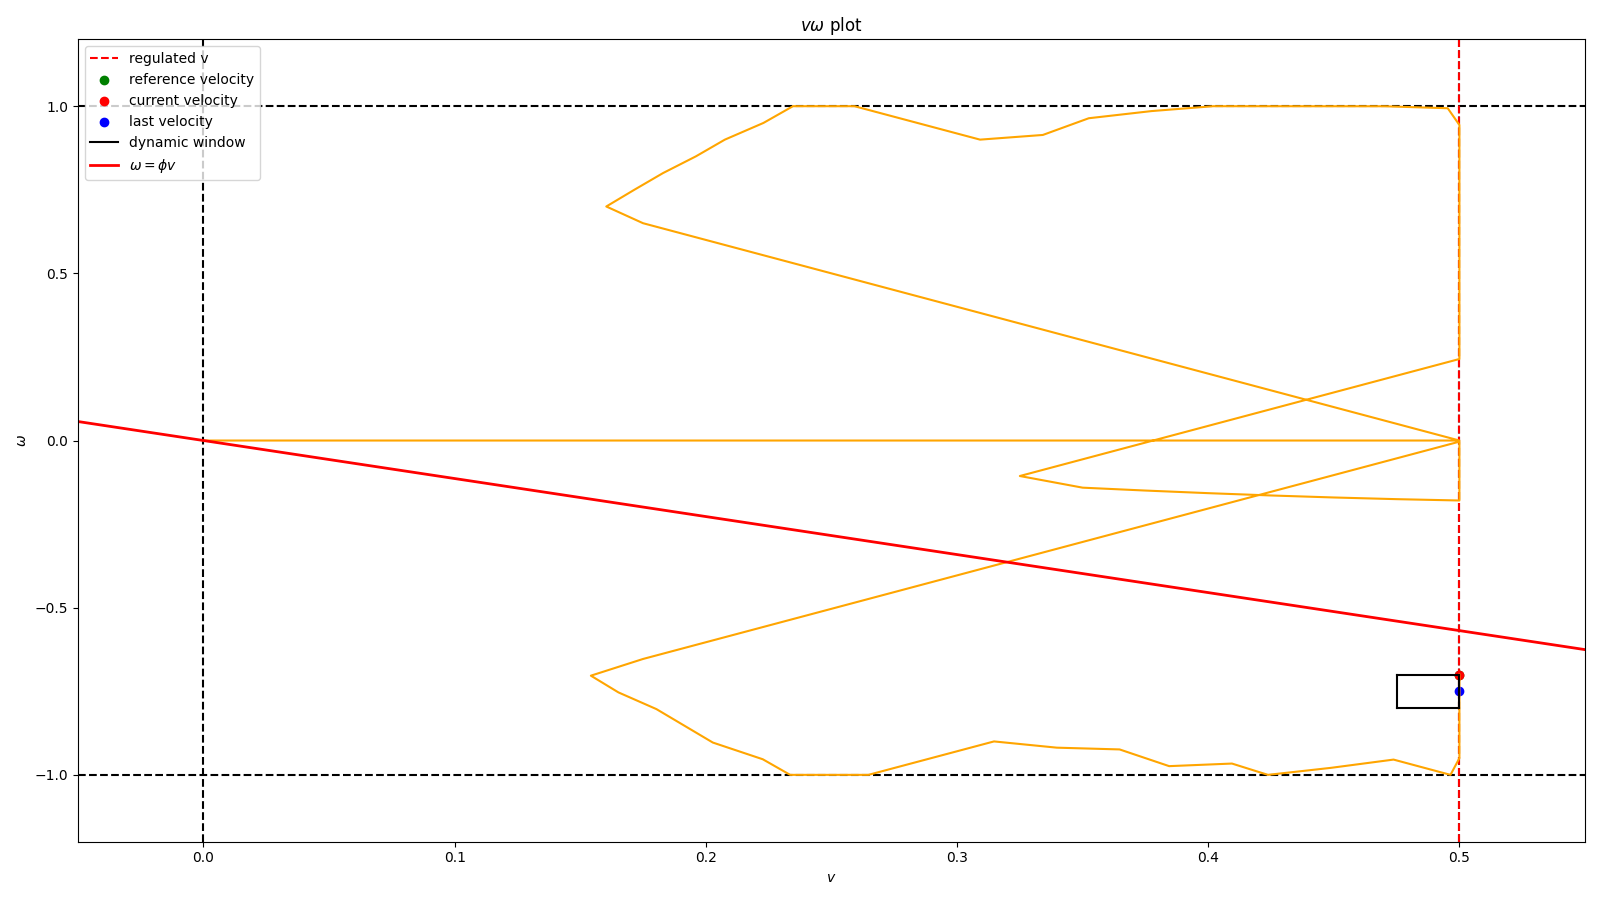 vω plot
regulated v
reference velocity
current velocity
last velocity
dynamic window
ω = ϕv
1.0
0.5
0.0
−0.5
−1.0
ω
0.0 0.1 0.2 0.3 0.4 0.5
v